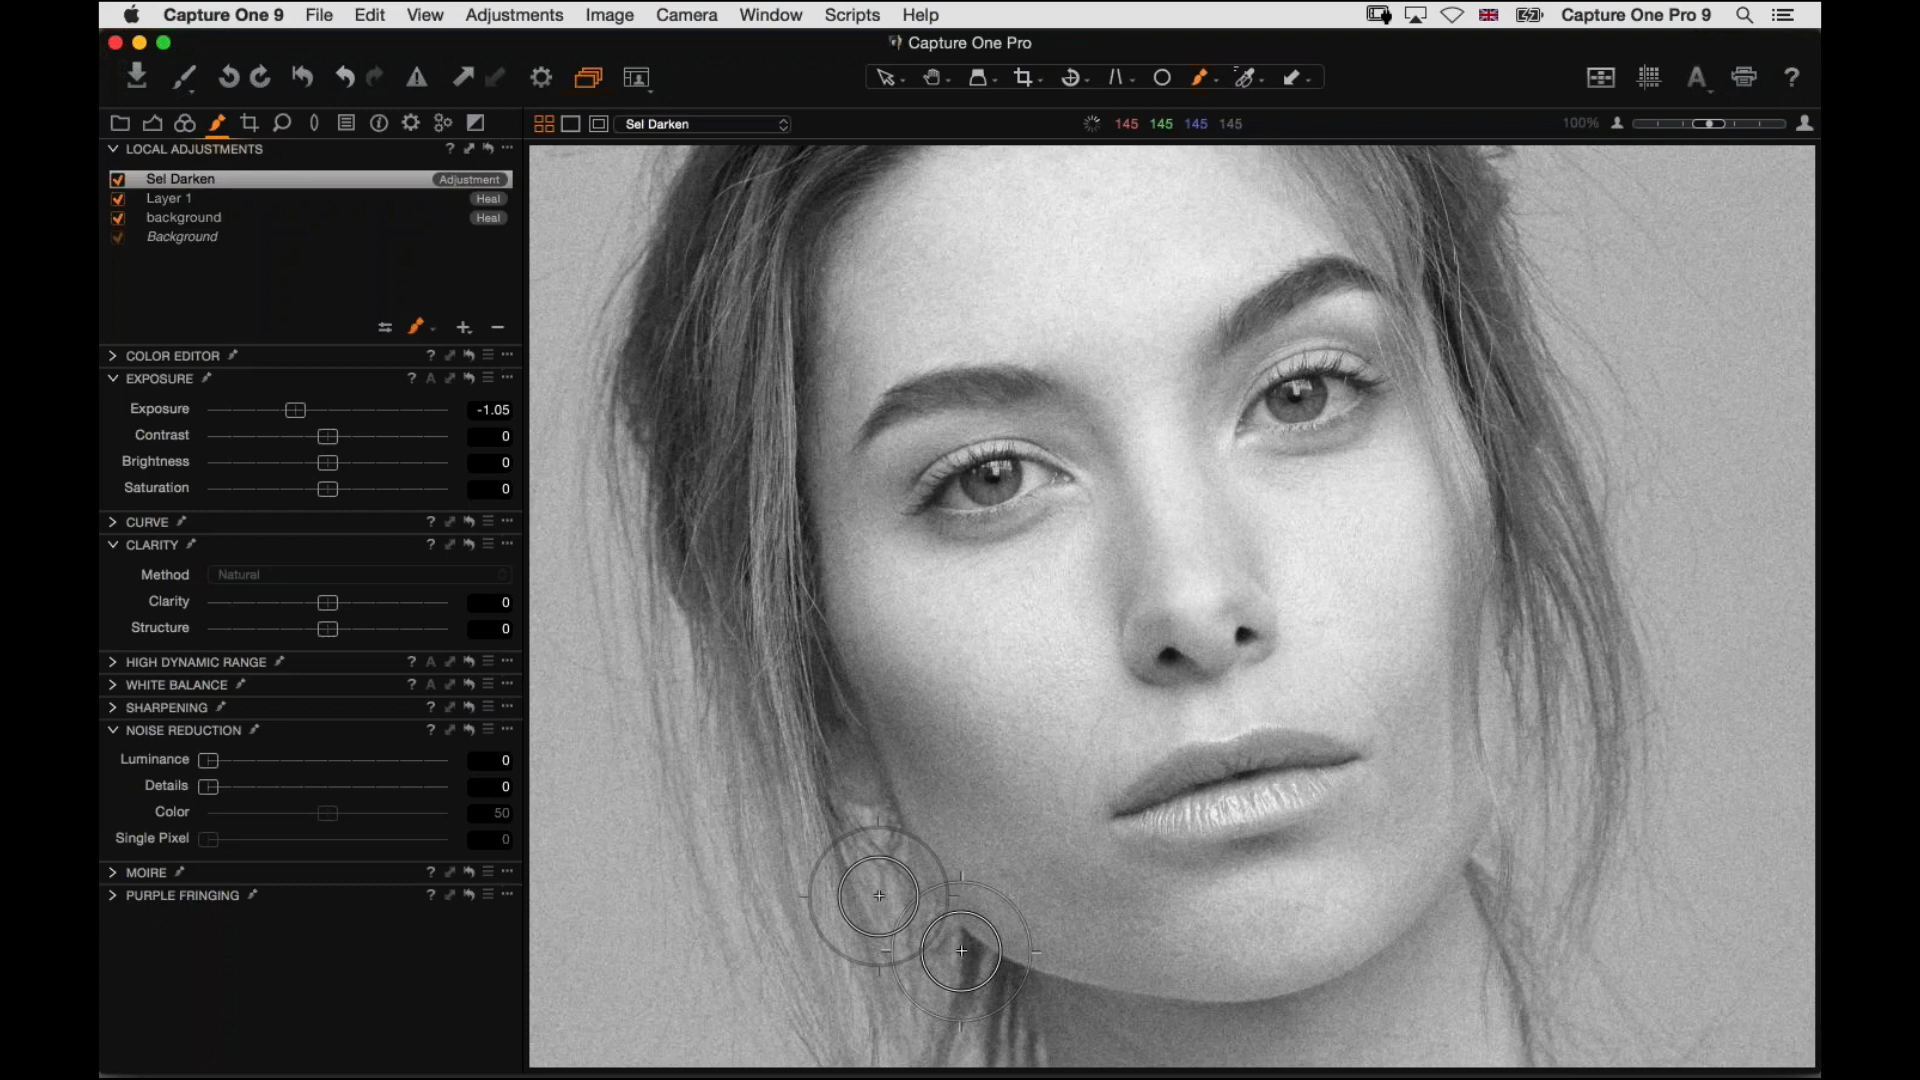 Capture One 9 File Edit View Adjustments Image Camera Window Scripts Help Capture One Pro 9
Capture One Pro
A ?
Sel Darken 145 145 145 145 100%
LOCAL ADJUSTMENTS ?
Sel Darken Adjustment
Layer 1 Heal
background Heal
Background
COLOR EDITOR ?
EXPOSURE ? A
Exposure -1.05
Contrast 0
Brightness 0
Saturation 0
CURVE ?
CLARITY ?
Method Natural
Clarity 0
Structure 0
HIGH DYNAMIC RANGE ? A
WHITE BALANCE ? A
SHARPENING ?
NOISE REDUCTION ?
Luminance 0
Details 0
Color 50
Single Pixel 0
MOIRE ?
PURPLE FRINGING ?